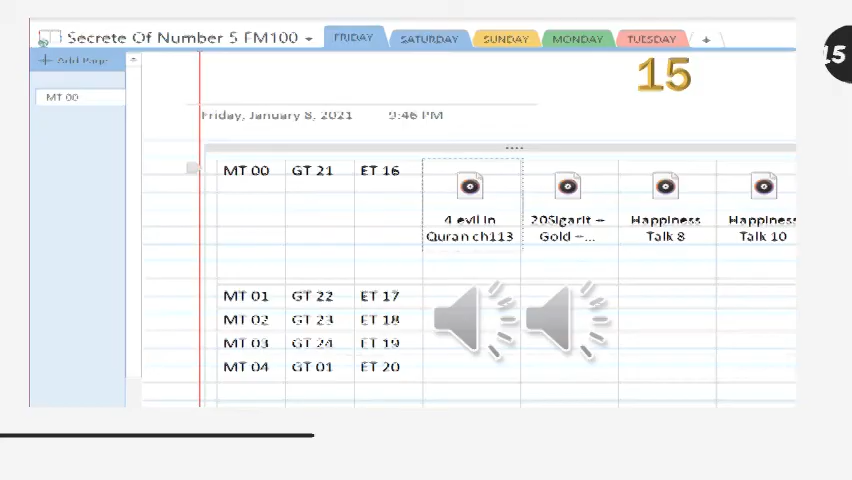 Secrete Of Number 5 FM100
FRIDAY SATURDAY SUNDAY MONDAY TUESDAY +
+ Add Page
MT 00
15
15
Friday, January 8, 2021 9:46 PM
MT 00 GT 21 ET 16
4 evil in Quran ch113
20Sigarit – Gold –...
Happiness Talk 8
Happiness Talk 10
MT 01 GT 22 ET 17
MT 02 GT 23 ET 18
MT 03 GT 24 ET 19
MT 04 GT 01 ET 20